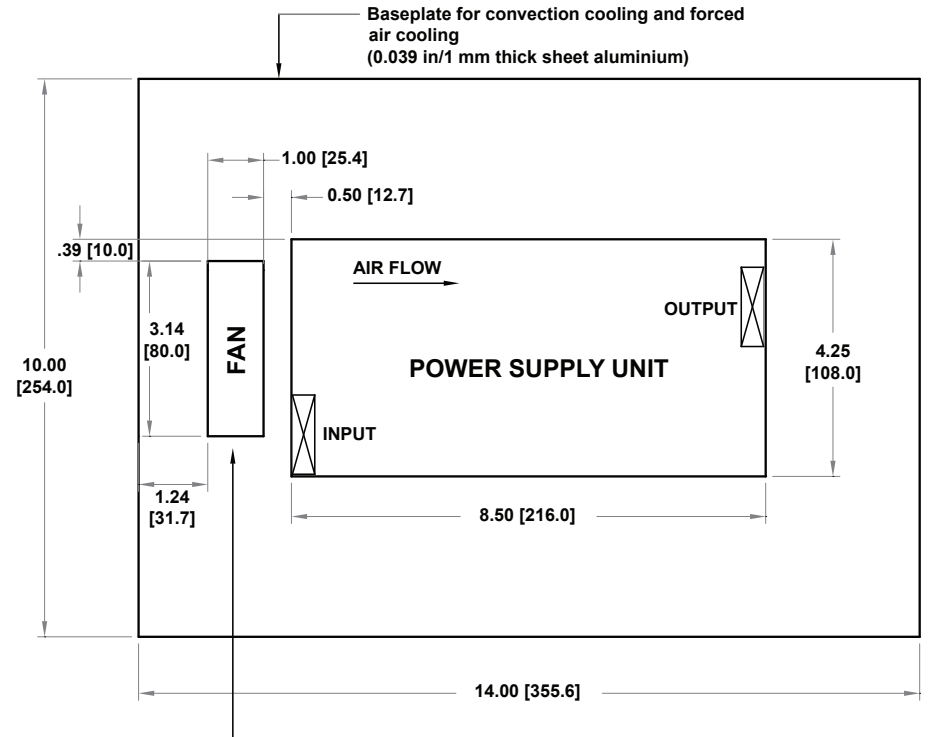 Baseplate for convection cooling and forced
air cooling
(0.039 in/1 mm thick sheet aluminium)
1.00 [25.4]
0.50 [12.7]
.39 [10.0]
AIR FLOW
OUTPUT
3.14
[80.0]
FAN
10.00
[254.0]
POWER SUPPLY UNIT
4.25
[108.0]
INPUT
1.24
[31.7]
8.50 [216.0]
14.00 [355.6]